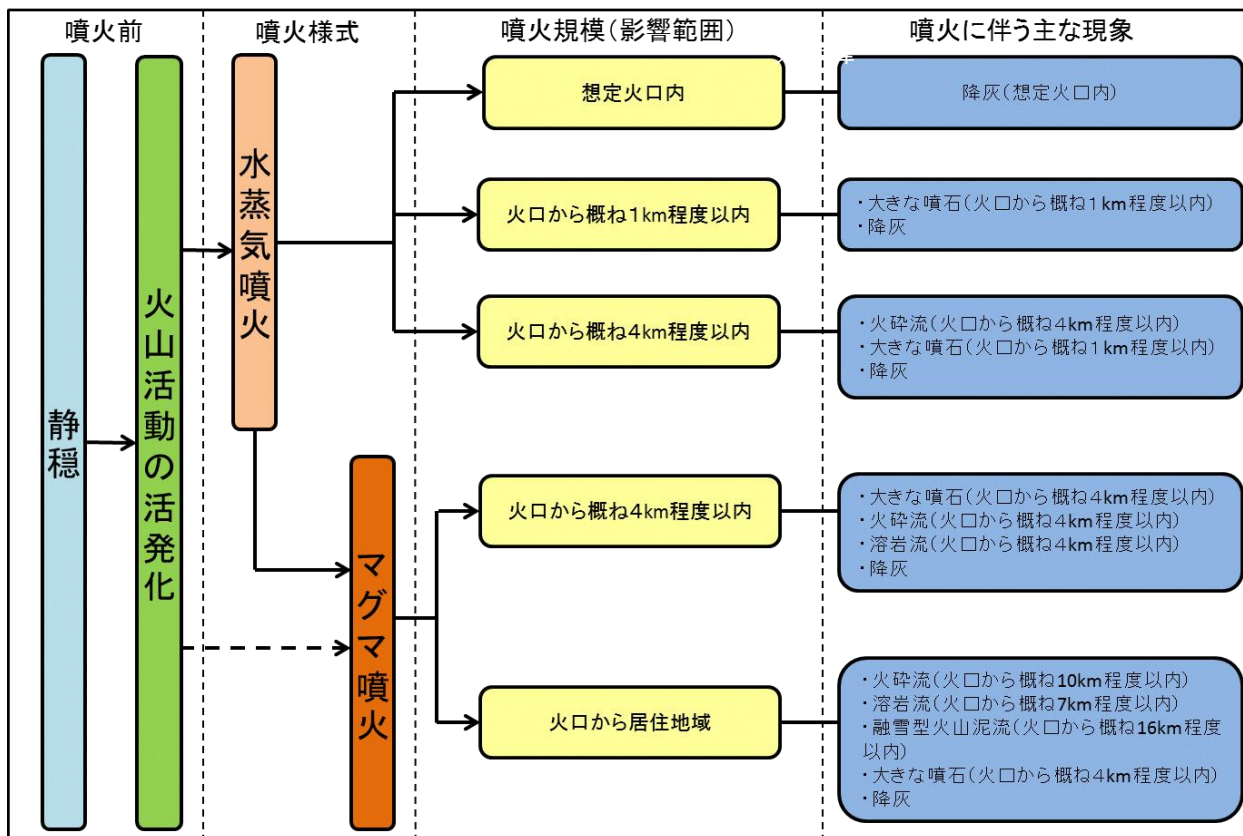 噴火前
噴火様式
噴火規模(影響範囲)
噴火に伴う主な現象
静穏
火山活動の活発化
水蒸気噴火
マグマ噴火
想定火口内
降灰(想定火口内)
火口から概ね1km程度以内
・大きな噴石(火口から概ね1km程度以内)
・降灰
火口から概ね4km程度以内
・火砕流(火口から概ね4km程度以内)
・大きな噴石(火口から概ね1km程度以内)
・降灰
火口から概ね4km程度以内
・大きな噴石(火口から概ね4km程度以内)
・火砕流(火口から概ね4km程度以内)
・溶岩流(火口から概ね4km程度以内)
・降灰
火口から居住地域
・火砕流(火口から概ね10km程度以内)
・溶岩流(火口から概ね7km程度以内)
・融雪型火山泥流(火口から概ね16km程度
以内)
・大きな噴石(火口から概ね4km程度以内)
・降灰